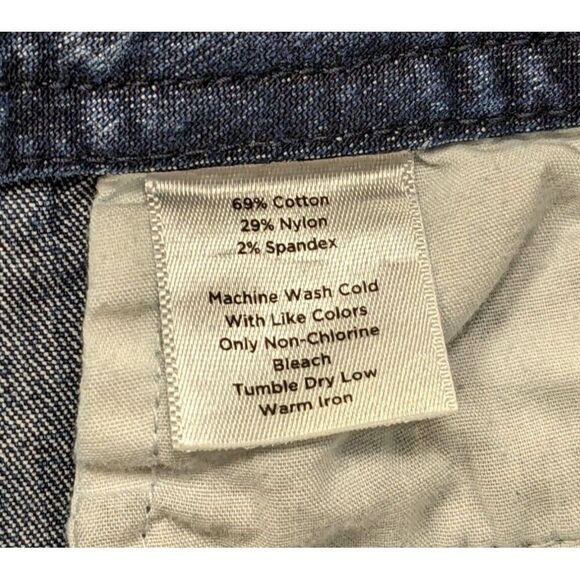 69% Cotton
29% Nylon
2% Spandex
Machine Wash Cold
With Like Colors
Only Non-Chlorine
Bleach
Tumble Dry Low
Warm Iron